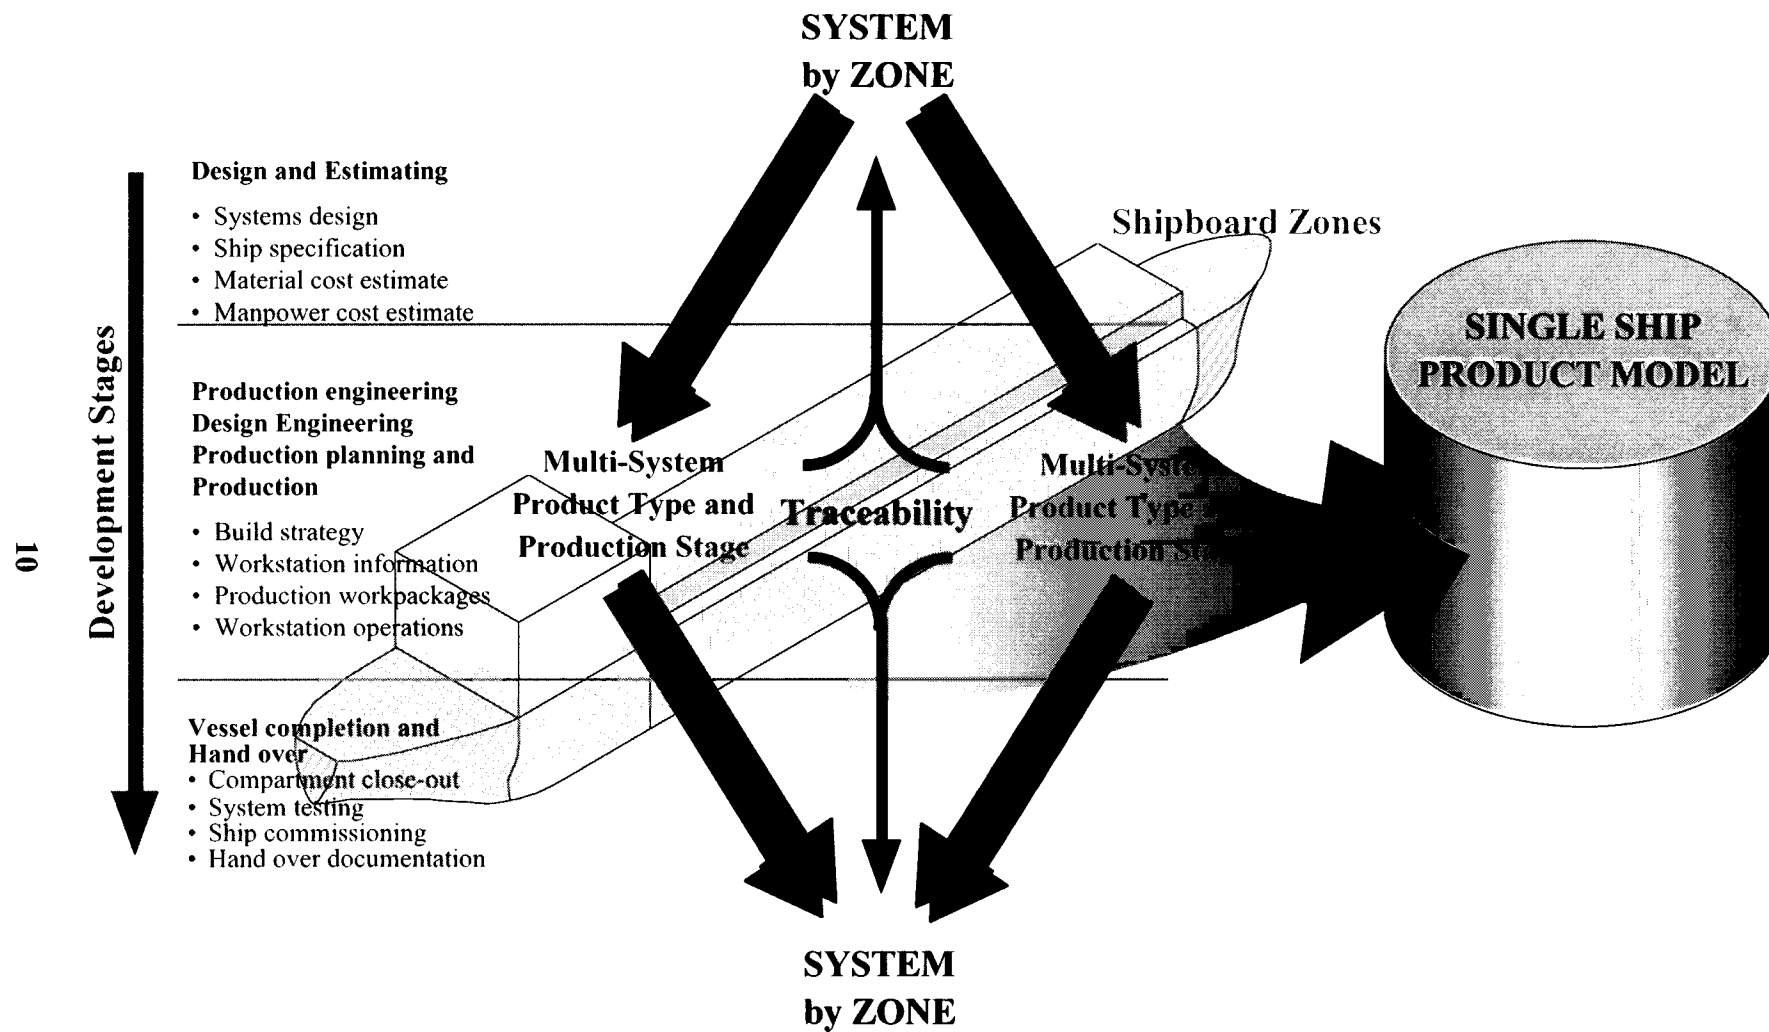 SYSTEM
by ZONE
Design and Estimating
• Systems design
• Ship specification
• Material cost estimate
• Manpower cost estimate
Shipboard Zones
SINGLE SHIP
PRODUCT MODEL
Development Stages
Production engineering
Design Engineering
Production planning and
Production
• Build strategy
• Workstation information
• Production workpackages
• Workstation operations
Multi-System
Product Type and
Production Stage
Traceability
Product Type
Production
10
Vessel completion and
Hand over
• Compartment close-out
• System testing
• Ship commissioning
• Hand over documentation
SYSTEM
by ZONE